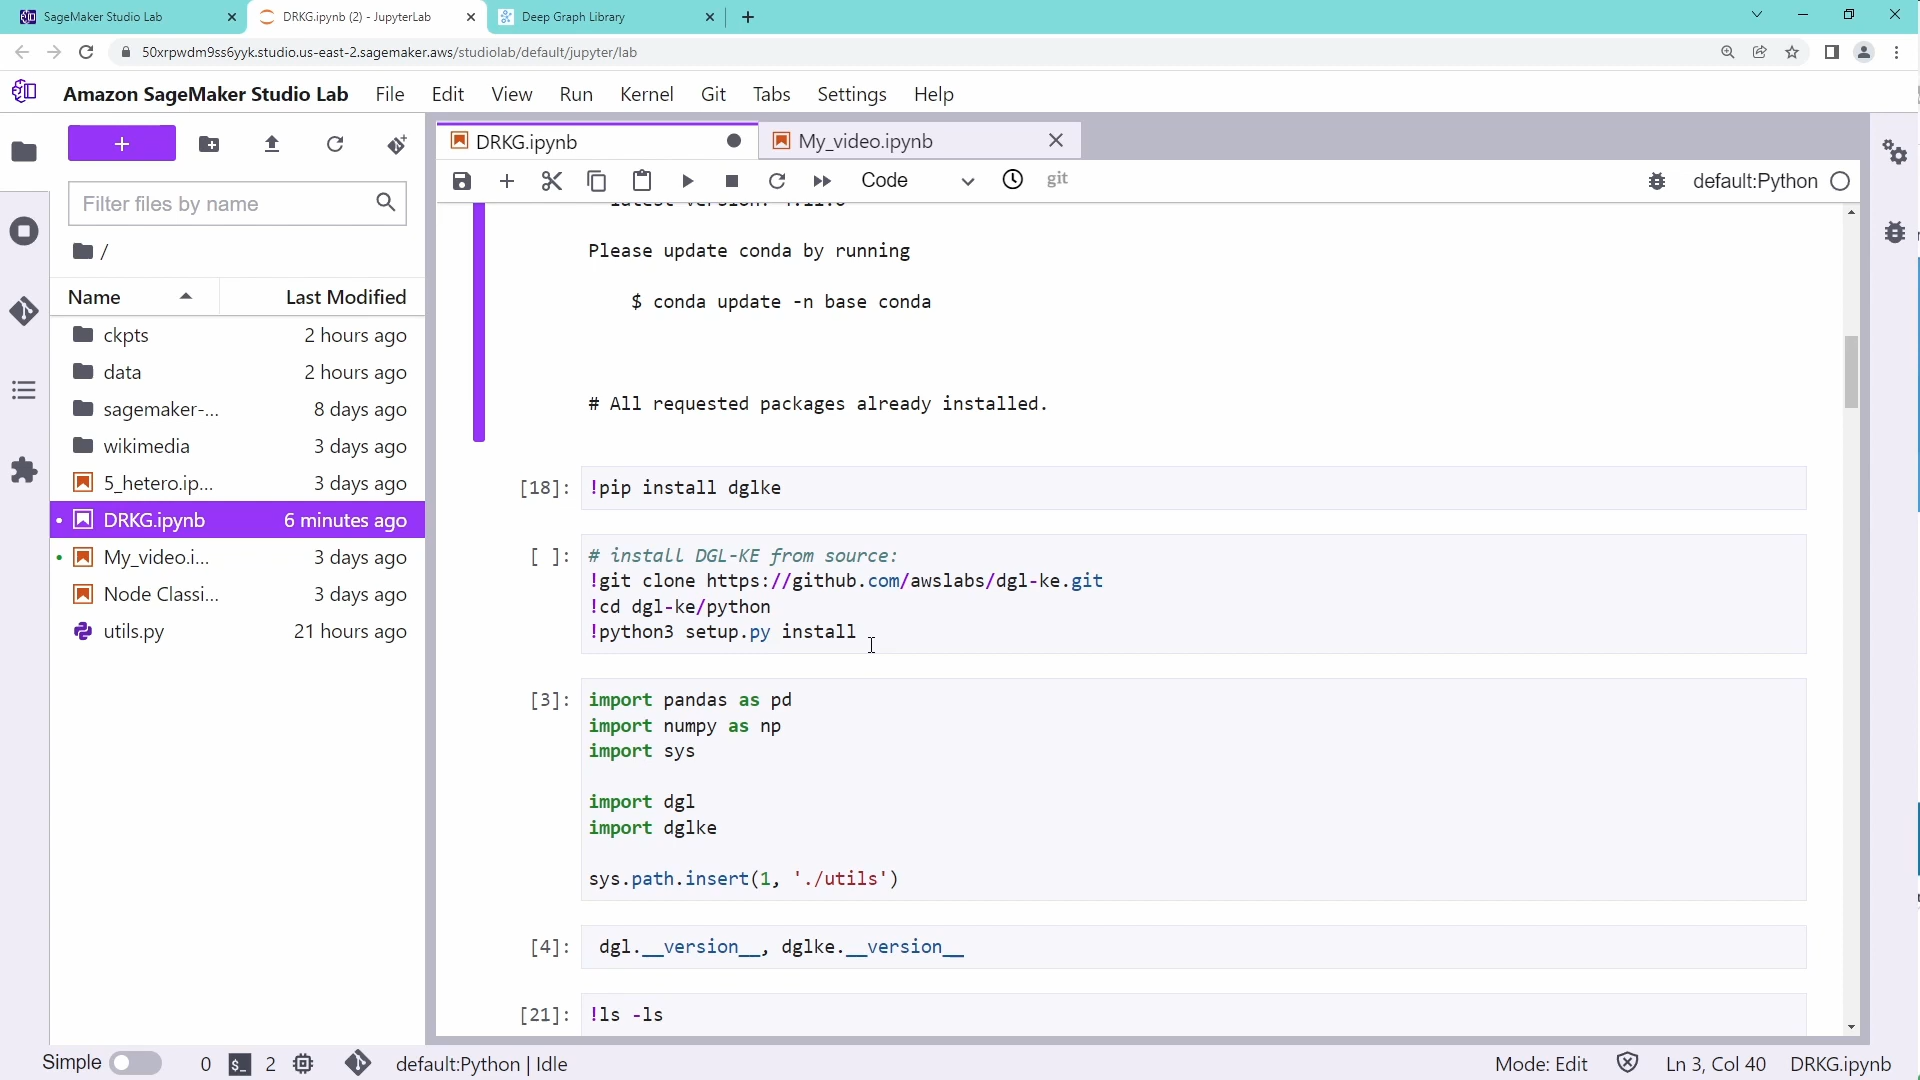 SageMaker Studio Lab
DRKG.ipynb (2) - JupyterLab
Deep Graph Library
50xrpwdm9ss6yyk.studio.us-east-2.sagemaker.aws/studiolab/default/jupyter/lab
Amazon SageMaker Studio Lab
File Edit View Run Kernel Git Tabs Settings Help
DRKG.ipynb
My_video.ipynb
Code
git
default:Python
Filter files by name
/
Name Last Modified
ckpts 2 hours ago
data 2 hours ago
sagemaker-... 8 days ago
wikimedia 3 days ago
5_hetero.ip... 3 days ago
DRKG.ipynb 6 minutes ago
My_video.i... 3 days ago
Node Classi... 3 days ago
utils.py 21 hours ago
Please update conda by running
$ conda update -n base conda
# All requested packages already installed.
[18]: !pip install dglke
[ ]: # install DGL-KE from source:
!git clone https://github.com/awslabs/dgl-ke.git
!cd dgl-ke/python
!python3 setup.py install
[3]: import pandas as pd
import numpy as np
import sys
import dgl
import dglke
sys.path.insert(1, './utils')
[4]: dgl.__version__, dglke.__version__
[21]: !ls -ls
Simple 0 $_ 2 default:Python | Idle
Mode: Edit Ln 3, Col 40 DRKG.ipynb